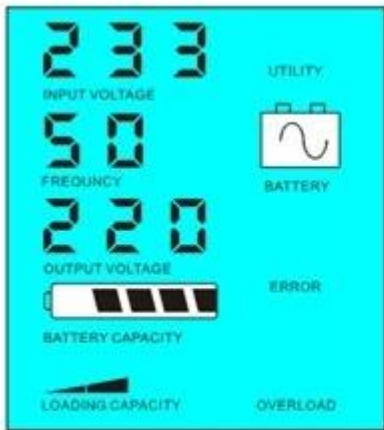 233
UTILITY
INPUT VOLTAGE
50
FREQUNCY
BATTERY
220
OUTPUT VOLTAGE
ERROR
BATTERY CAPACITY
LOADING CAPACITY
OVERLOAD